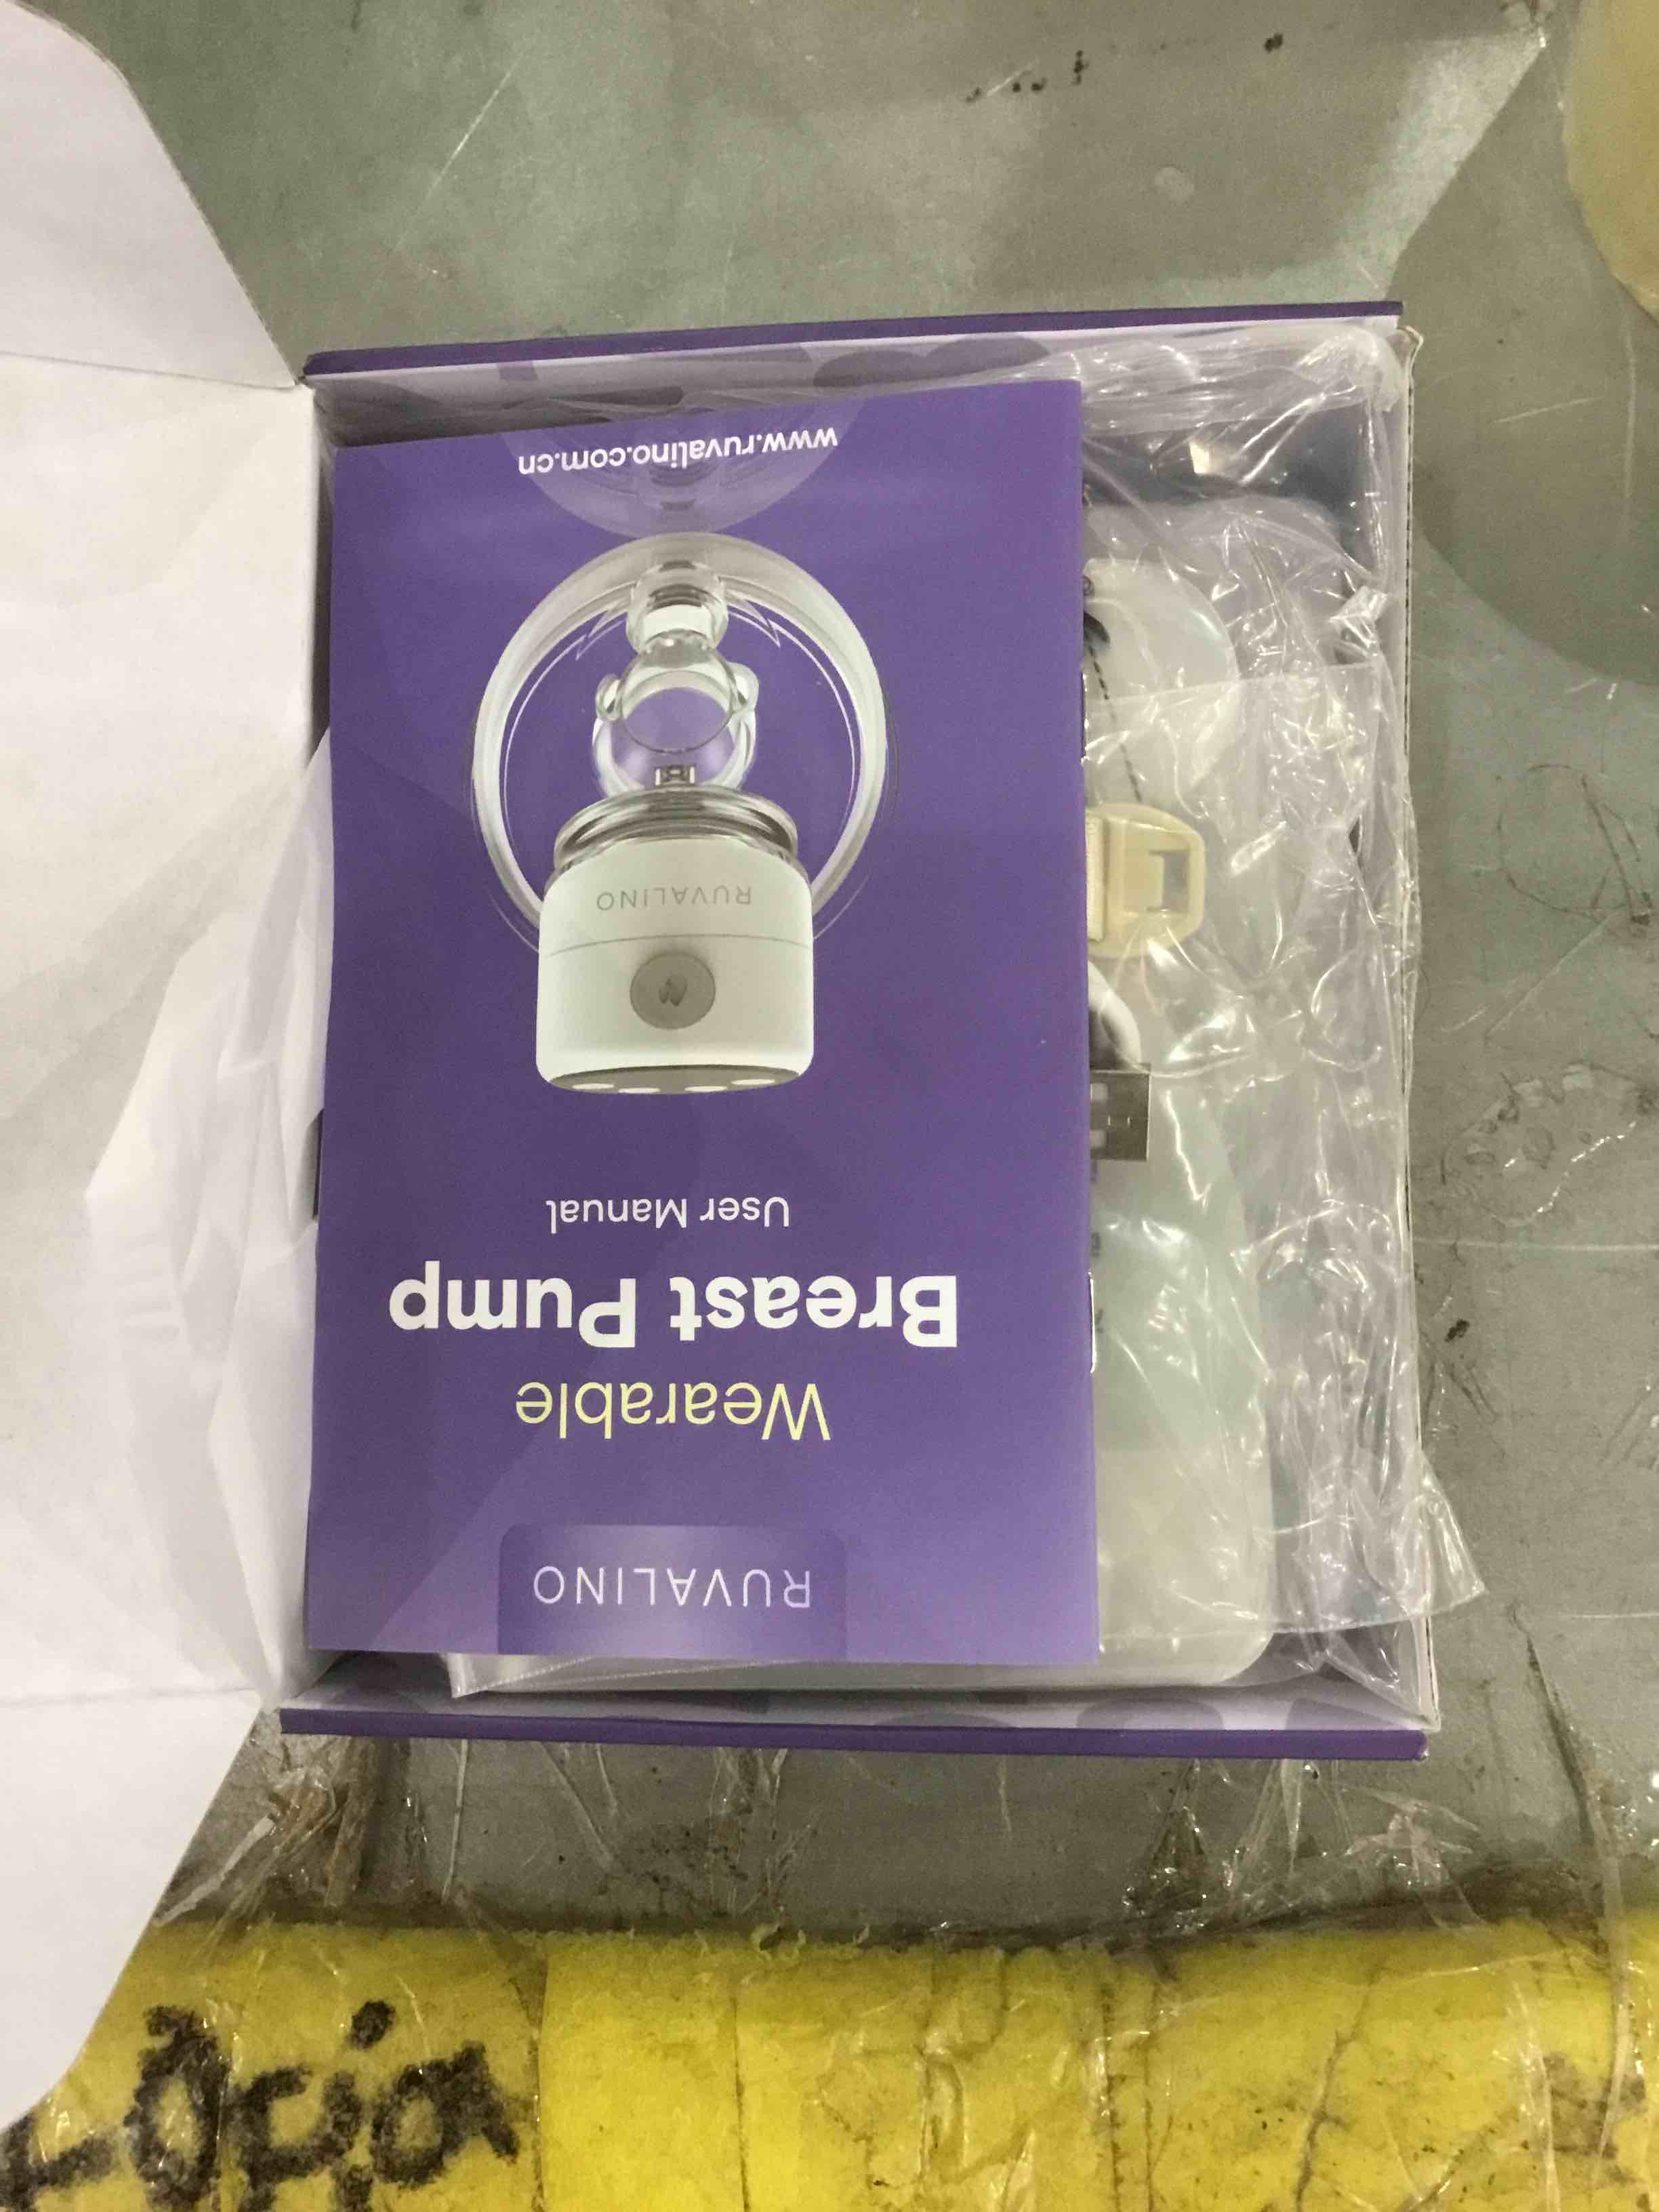 RUVALINO
Wearable
Breast Pump
User Manual
RUVALINO
www.ruvalino.com.cn